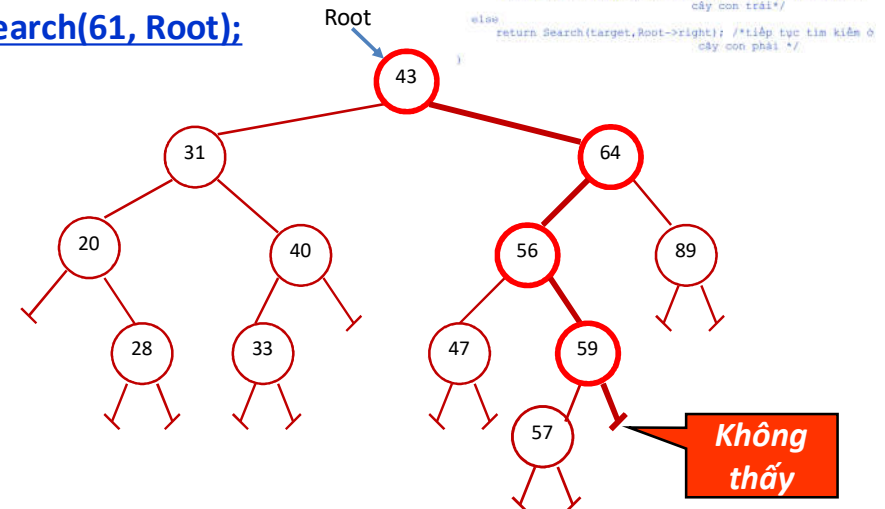 earch(61, Root);
Root
cây con trái*/
else
return Search(target,Root->right); /*tiếp tục tìm kiếm ở
cây con phải */
}
43
31
64
20
40
56
89
28
33
47
59
57
Không
thấy